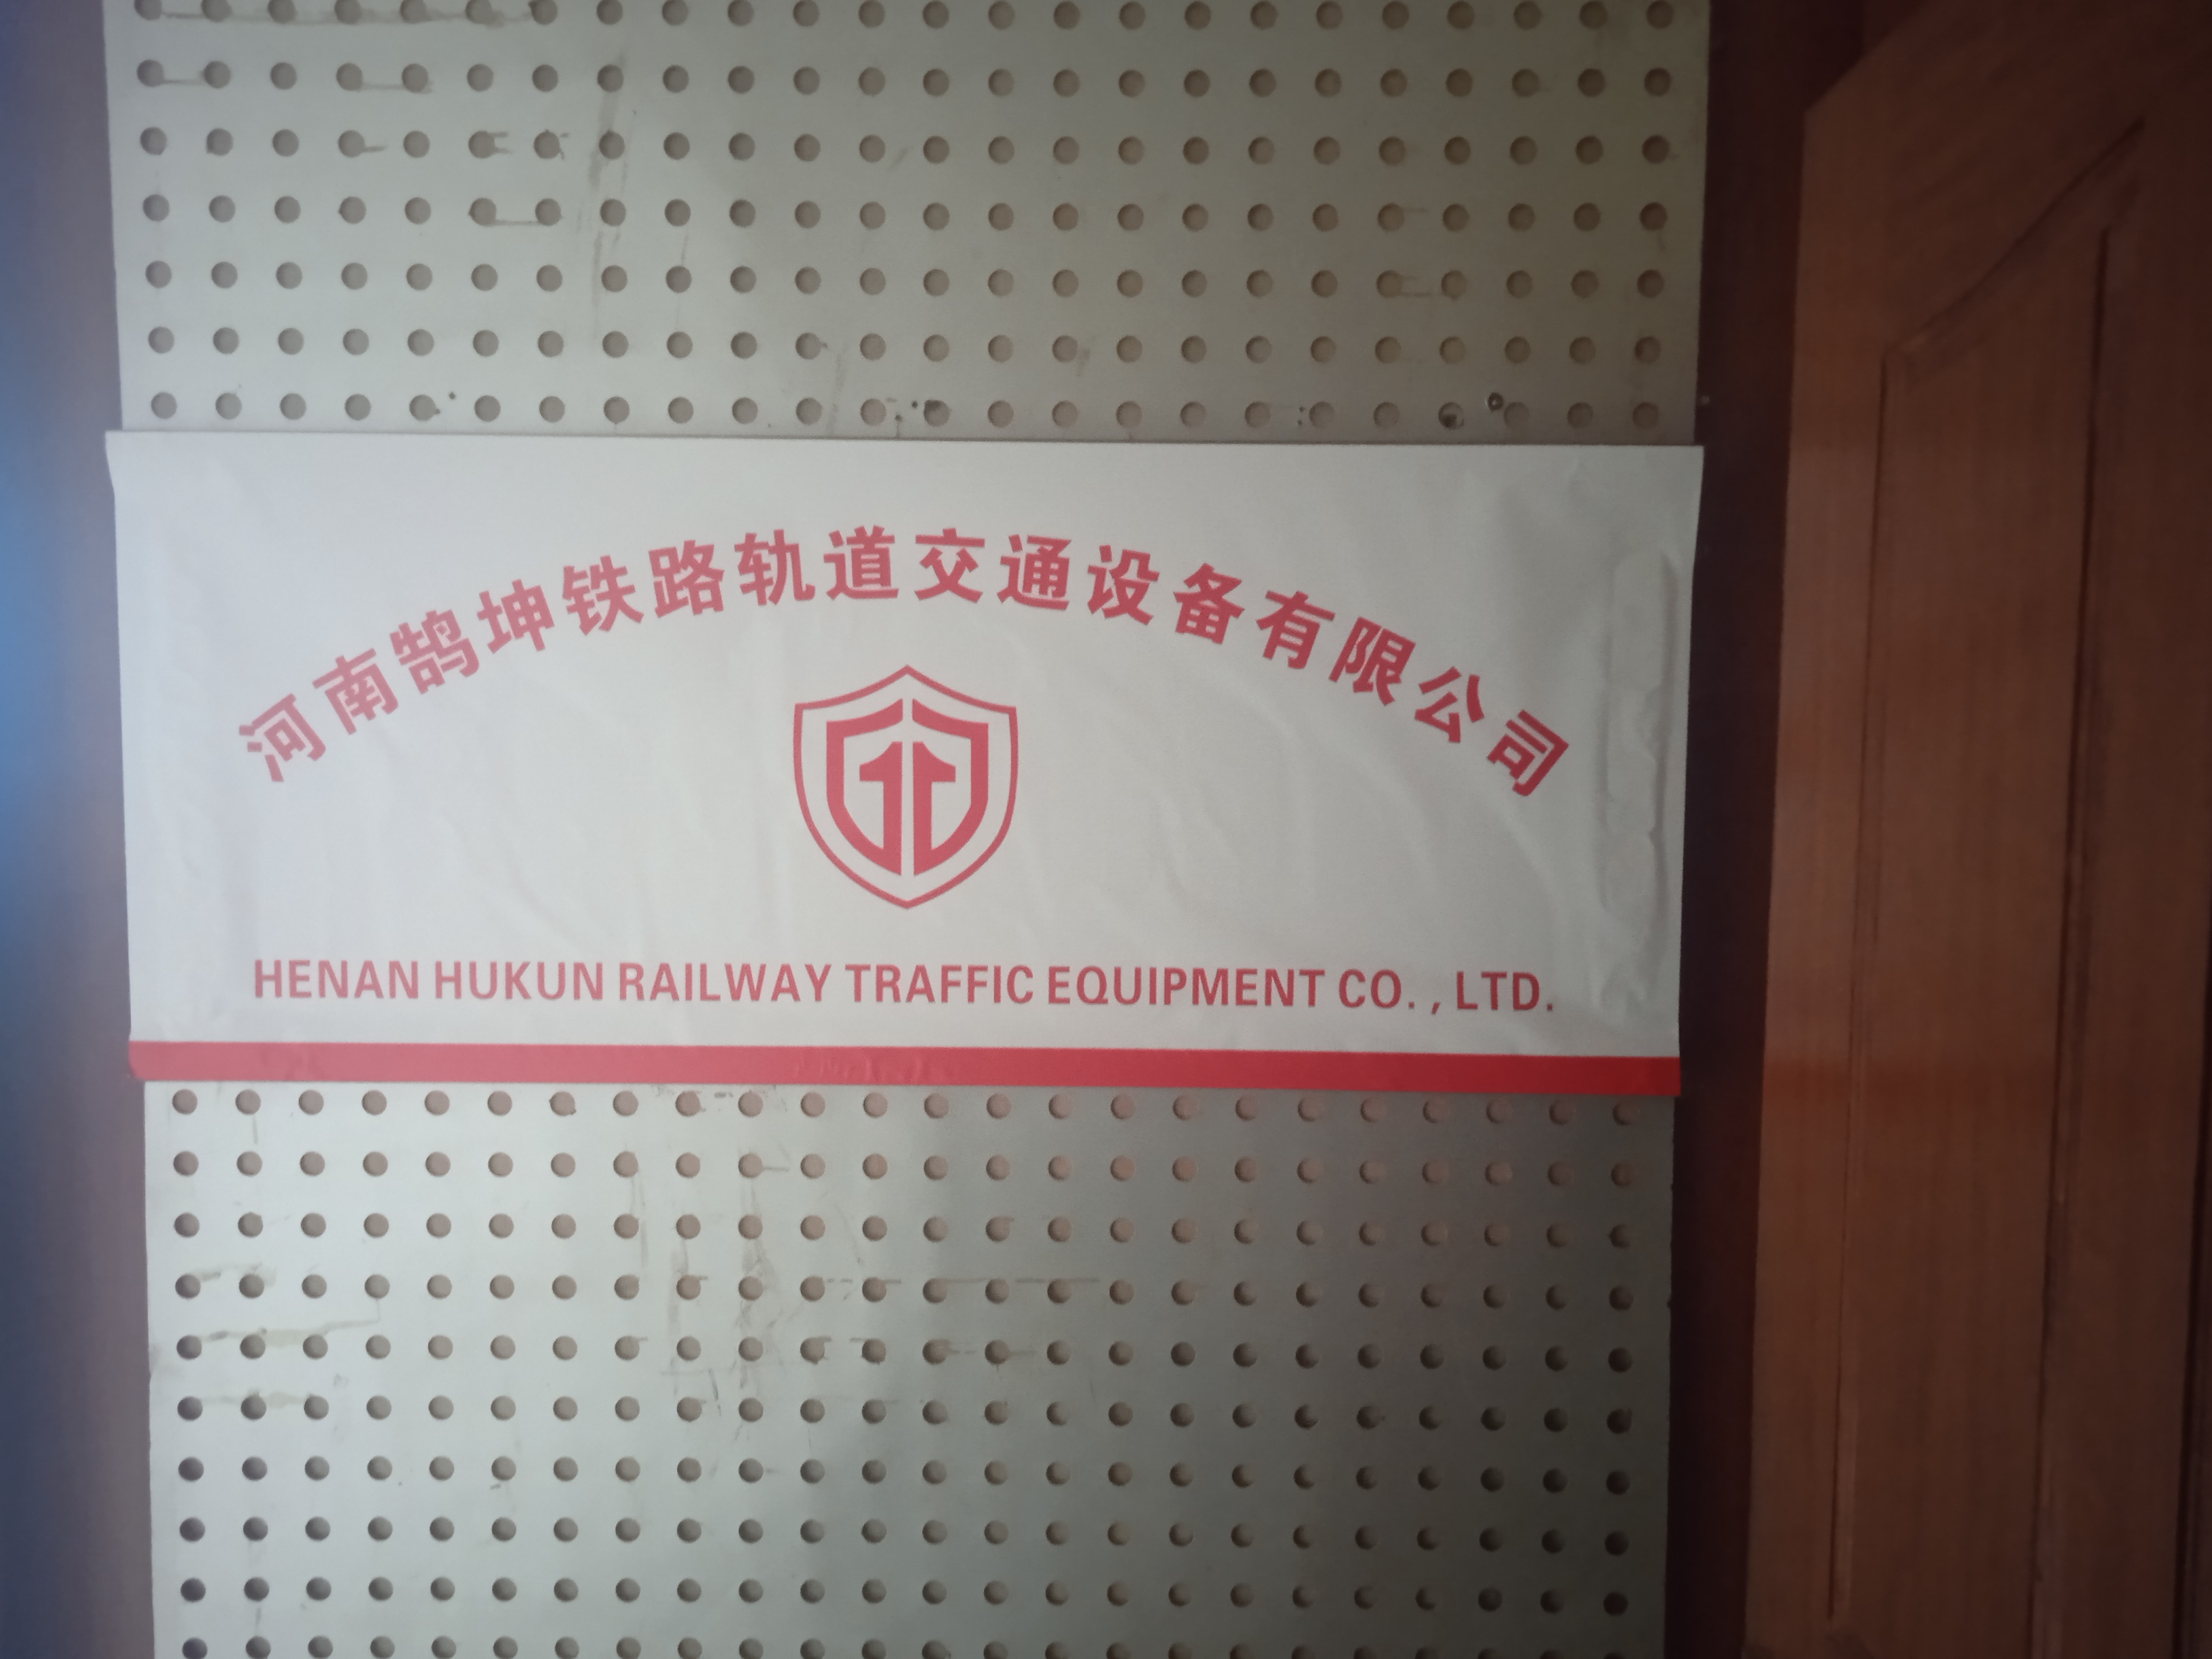 河南鹄坤铁路轨道交通设备有限公司
HENAN HUKUN RAILWAY TRAFFIC EQUIPMENT CO., LTD.